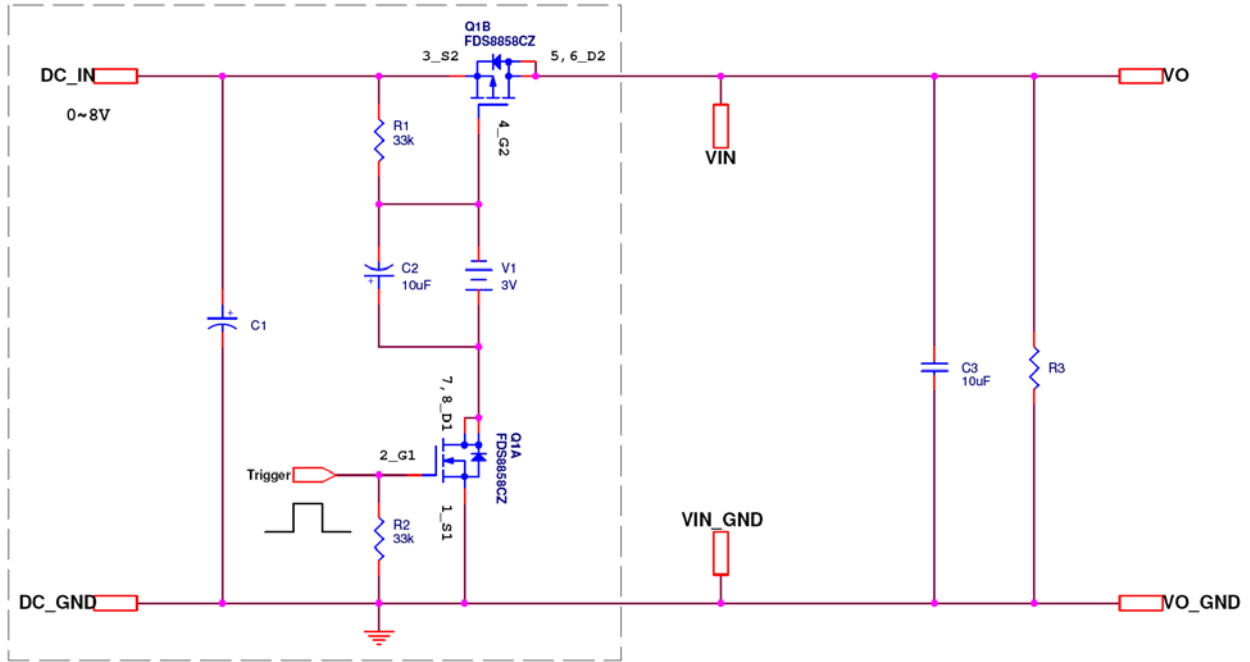 Q1B
FDS8858CZ
3_S2
5,6_D2
DC_IN
VO
0~8V
R1
33k
4_G2
VIN
C2
10uF
+
V1
3V
+
C1
C3
10uF
R3
7,8_D1
Q1A
FDS8858CZ
2_G1
Trigger
1_S1
R2
33k
VIN_GND
DC_GND
VO_GND